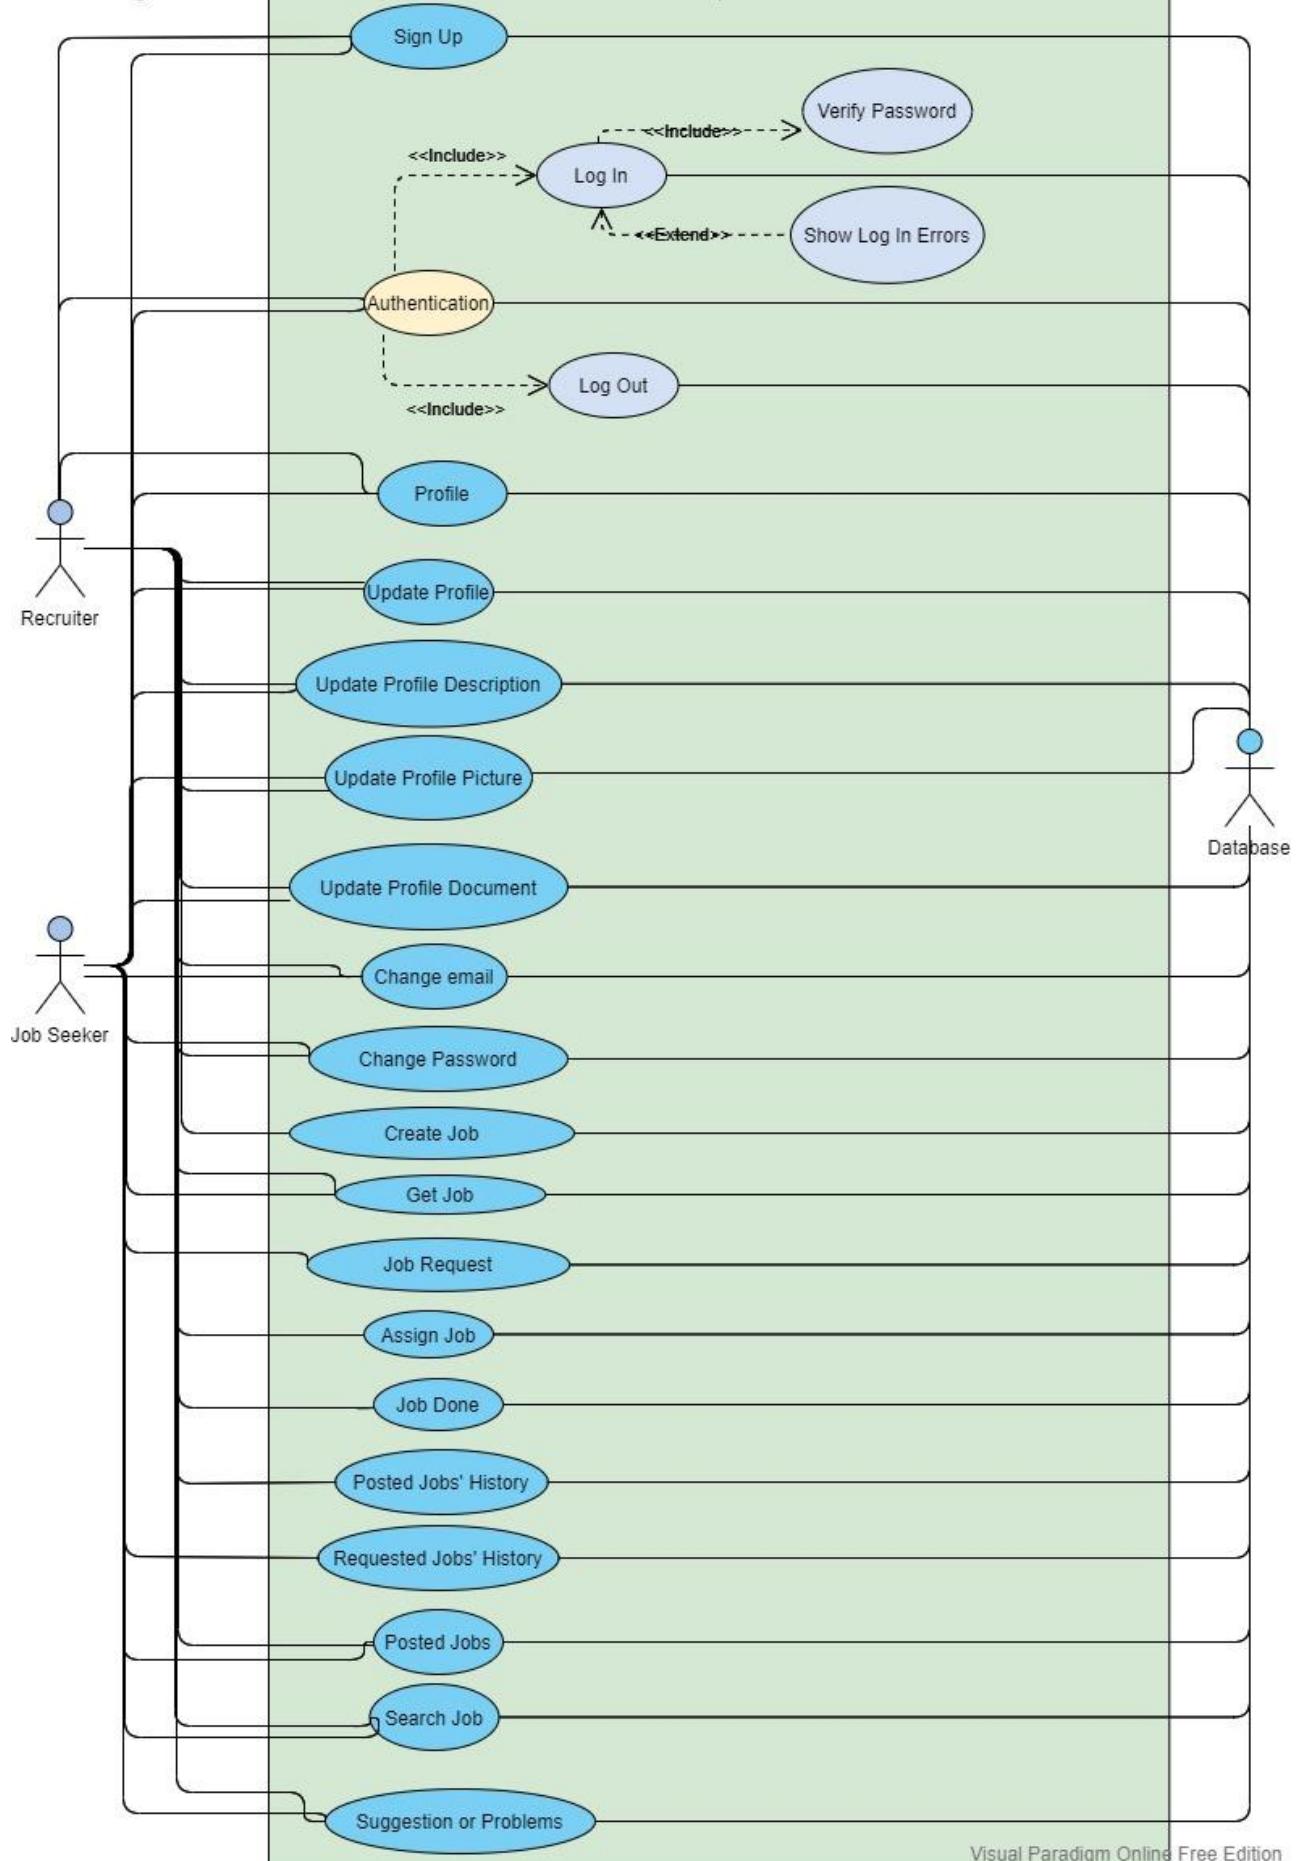 Sign Up
Verify Password
<<Include>>
<<Include>>
Log In
<<Extend>>
Show Log In Errors
Authentication
Log Out
<<Include>>
Profile
Update Profile
Recruiter
Update Profile Description
Update Profile Picture
Database
Update Profile Document
Change email
Job Seeker
Change Password
Create Job
Get Job
Job Request
Assign Job
Job Done
Posted Jobs' History
Requested Jobs' History
Posted Jobs
Search Job
Suggestion or Problems
Visual Paradigm Online Free Edition